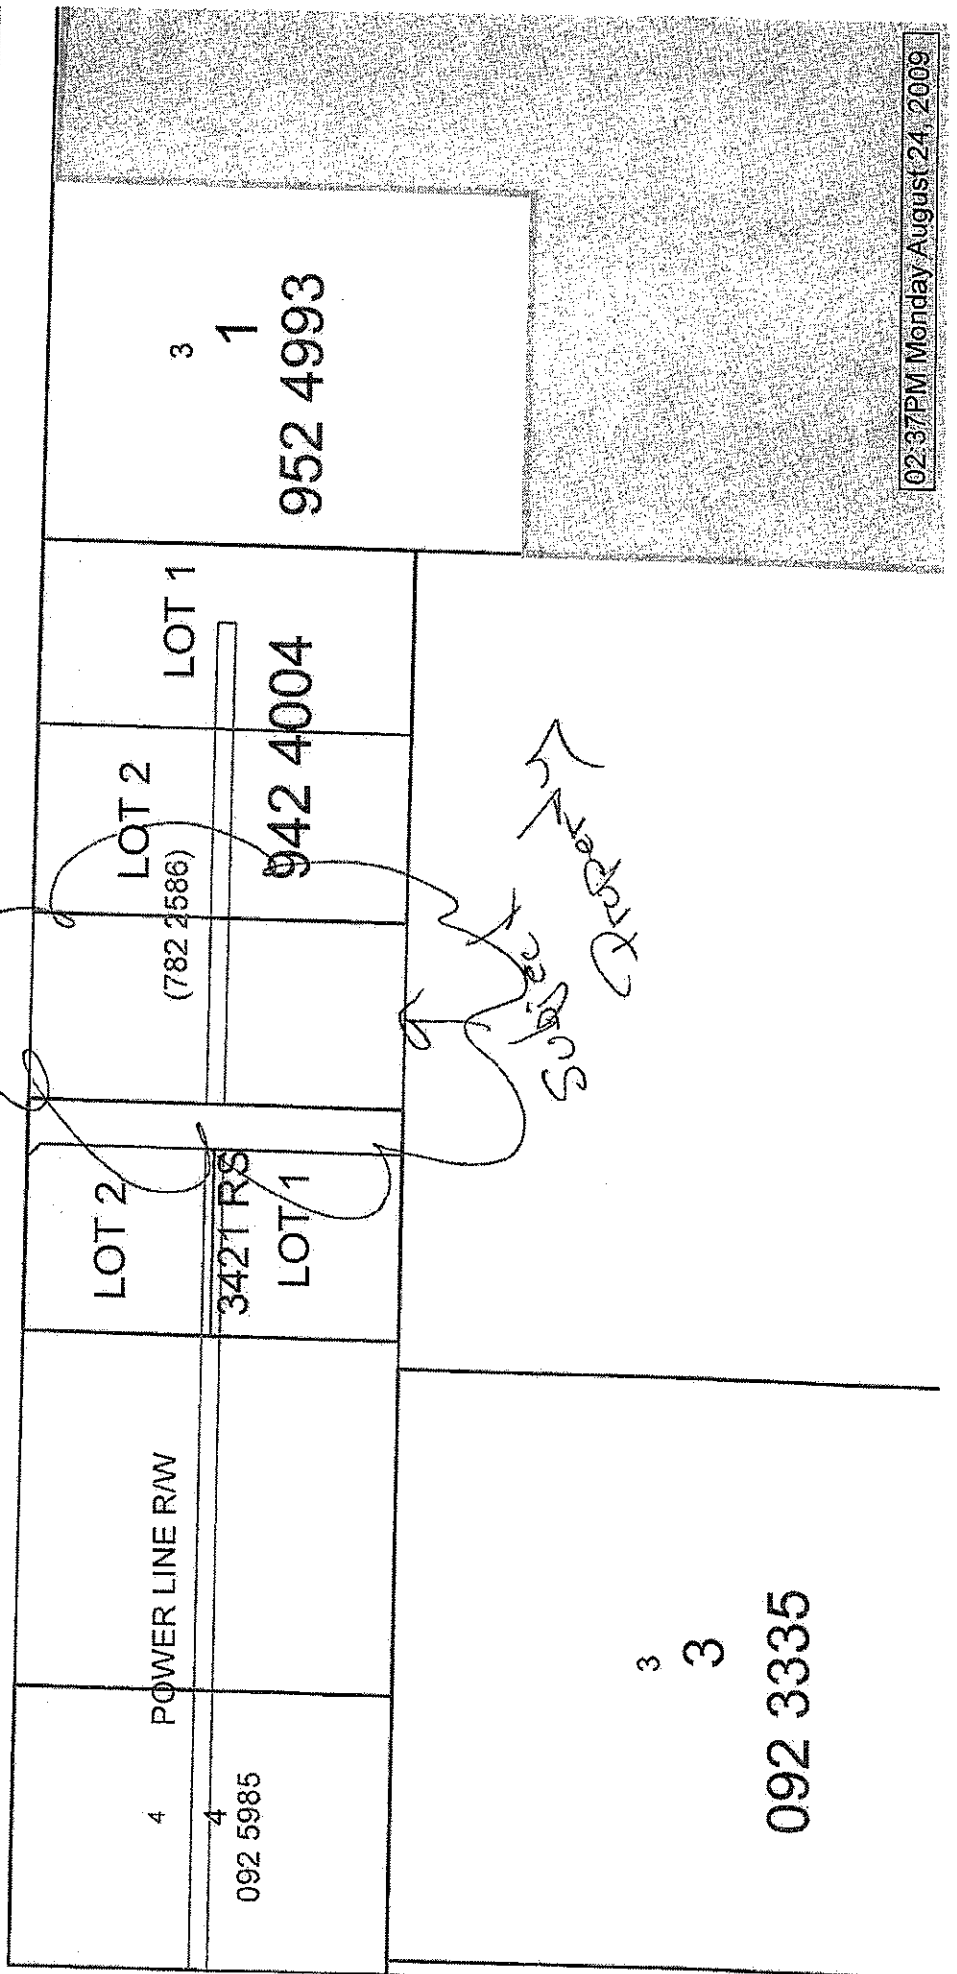 LOT 2
LOT 2
LOT 1
3
1
952 4993
(782 2586)
942 4004
POWER LINE R/W
3421 RS
LOT 1
4
4
092 5985
Subject
Property
3
3
092 3335
02:37PM Monday August 24, 2009